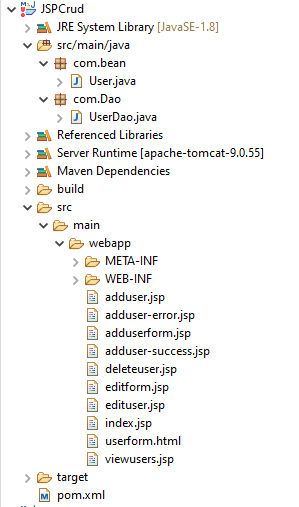 JSPCrud
JRE System Library [JavaSE-1.8]
src/main/java
com.bean
User.java
com.Dao
UserDao.java
Referenced Libraries
Server Runtime [apache-tomcat-9.0.55]
Maven Dependencies
build
src
main
webapp
META-INF
WEB-INF
adduser.jsp
adduser-error.jsp
adduserform.jsp
adduser-success.jsp
deleteuser.jsp
editform.jsp
edituser.jsp
index.jsp
userform.html
viewusers.jsp
target
pom.xml